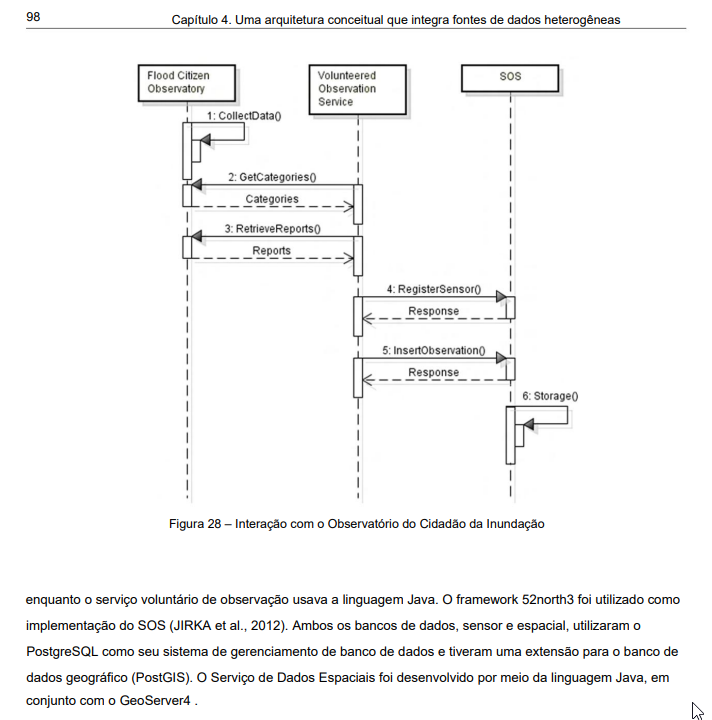 98
Capítulo 4. Uma arquitetura conceitual que integra fontes de dados heterogêneas
Flood Citizen
Observatory
Volunteered
Observation
Service
SOS
1: CollectData()
2: GetCategories()
Categories
3: RetrieveReports()
Reports
4: RegisterSensor()
Response
5: InsertObservation()
Response
6: Storage()
Figura 28 – Interação com o Observatório do Cidadão da Inundação
enquanto o serviço voluntário de observação usava a linguagem Java. O framework 52north3 foi utilizado como
implementação do SOS (JIRKA et al., 2012). Ambos os bancos de dados, sensor e espacial, utilizaram o
PostgreSQL como seu sistema de gerenciamento de banco de dados e tiveram uma extensão para o banco de
dados geográfico (PostGIS). O Serviço de Dados Espaciais foi desenvolvido por meio da linguagem Java, em
conjunto com o GeoServer4 .